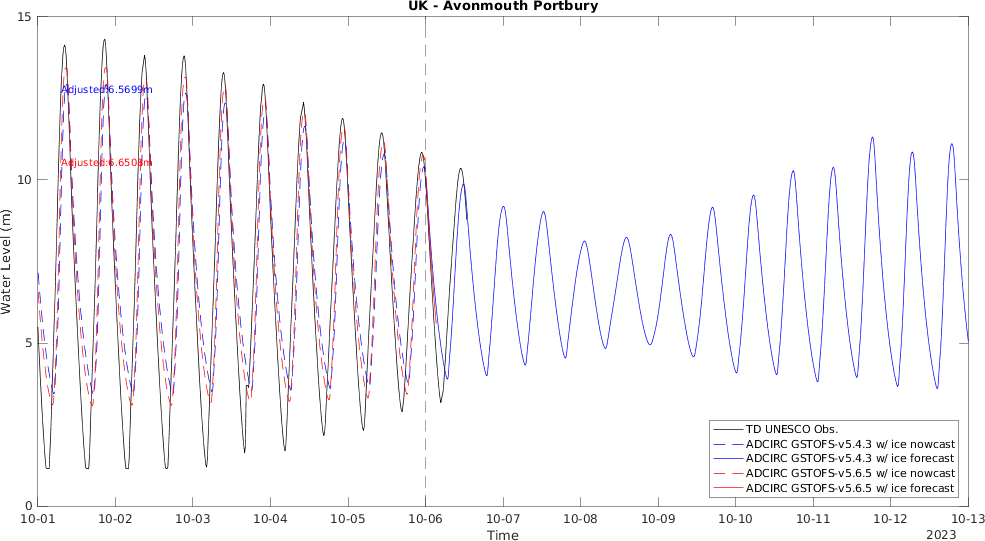 UK - Avonmouth Portbury
15
Adjusted:6.5699m
Adjusted:6.6508m
10
5
0
Water Level (m)
TD UNESCO Obs.
ADCIRC GSTOFS-v5.4.3 w/ ice nowcast
ADCIRC GSTOFS-v5.4.3 w/ ice forecast
ADCIRC GSTOFS-v5.6.5 w/ ice nowcast
ADCIRC GSTOFS-v5.6.5 w/ ice forecast
10-01 10-02 10-03 10-04 10-05 10-06 10-07 10-08 10-09 10-10 10-11 10-12 10-13
Time
2023